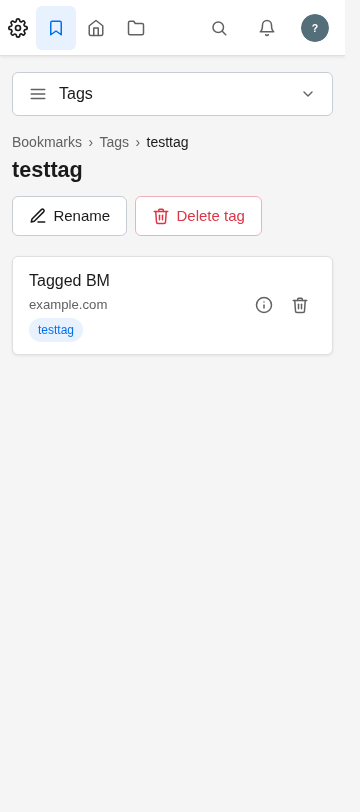 ?
Tags
Bookmarks › Tags › testtag
testtag
Rename
Delete tag
Tagged BM
example.com
testtag